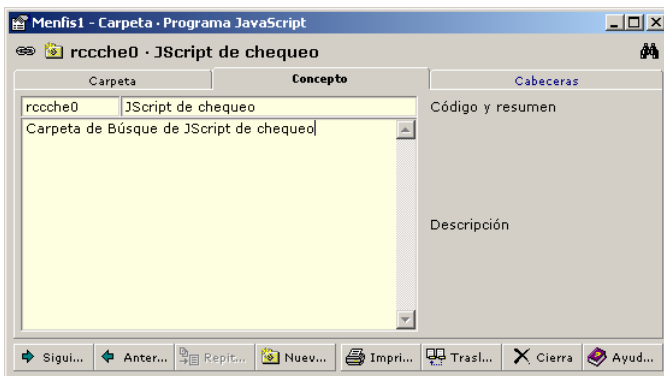 Menfis1 - Carpeta · Programa JavaScript
rccche0 · JScript de chequeo
Carpeta Concepto Cabeceras
rccche0 JScript de chequeo Código y resumen
Carpeta de Búsque de JScript de chequeo
Descripción
Sigui... Anter... Repit... Nuev... Impri... Trasl... Cierra Ayud...